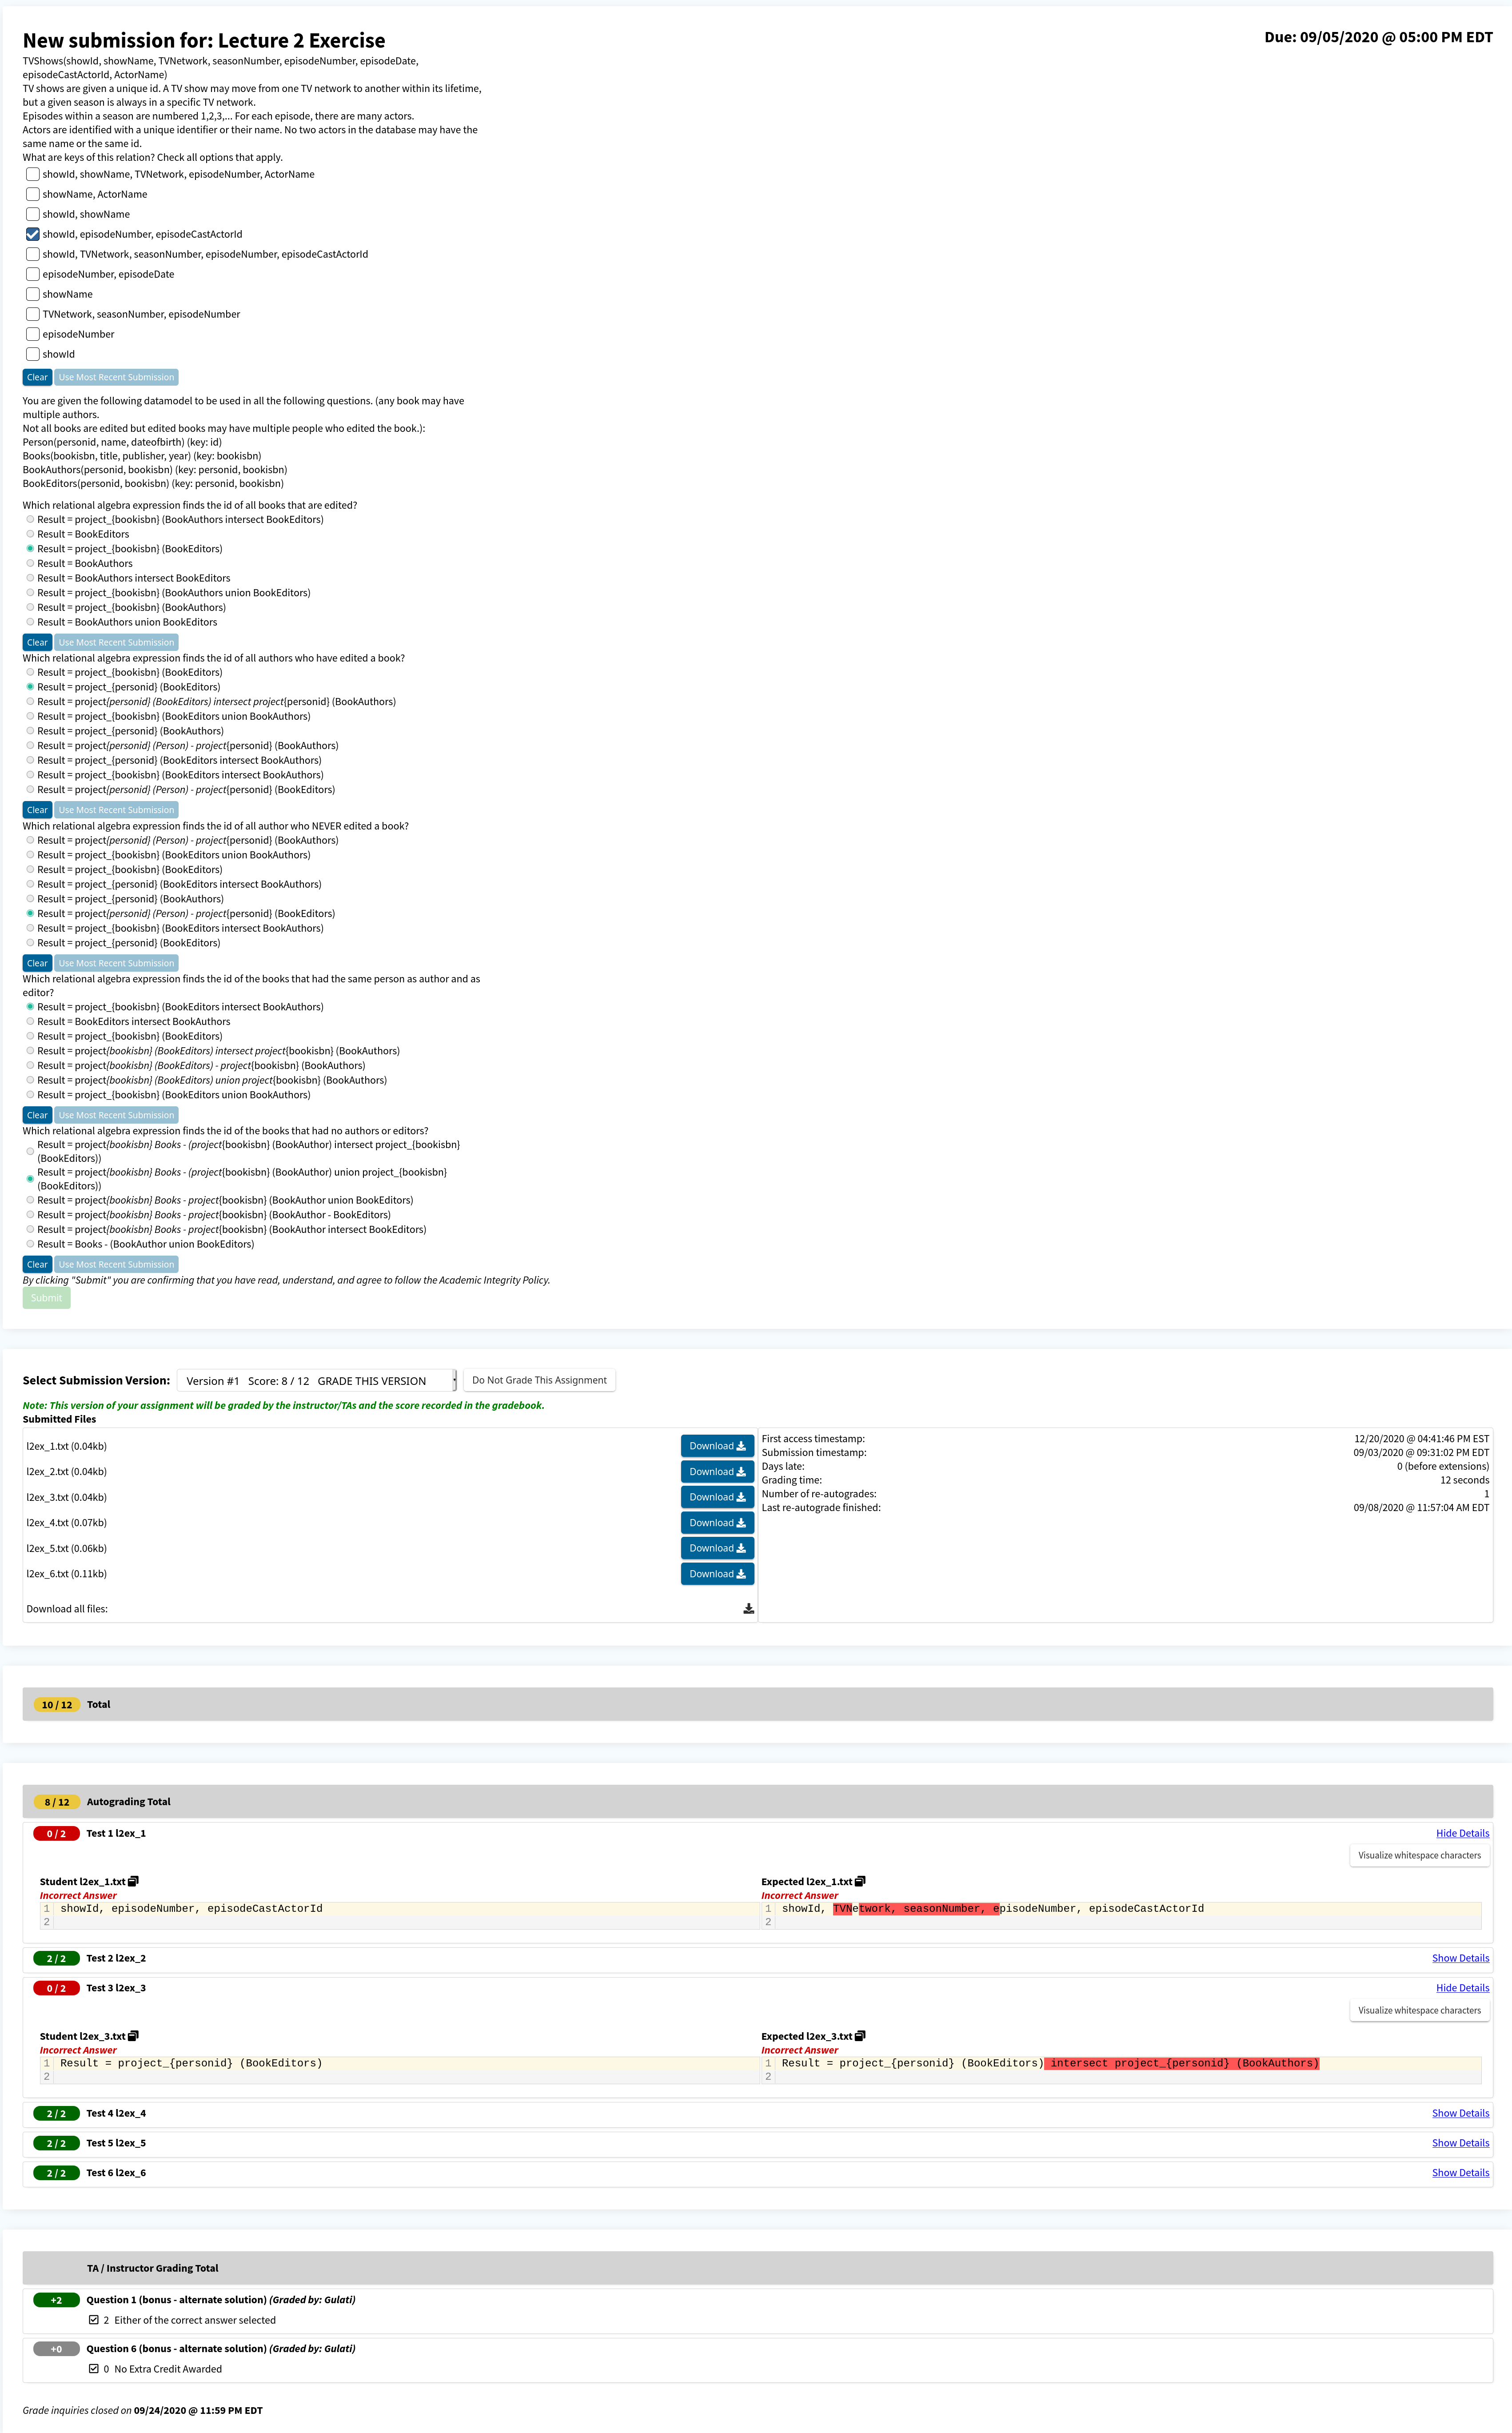 New submission for: Lecture 2 Exercise
Due: 09/05/2020 @ 05:00 PM EDT
TVShows(showId, showName, TVNetwork, seasonNumber, episodeNumber, episodeDate,
episodeCastActorId, ActorName)
TV shows are given a unique id. A TV show may move from one TV network to another within its lifetime,
but a given season is always in a specific TV network.
Episodes within a season are numbered 1,2,3,... For each episode, there are many actors.
Actors are identified with a unique identifier or their name. No two actors in the database may have the
same name or the same id.
What are keys of this relation? Check all options that apply.
showId, showName, TVNetwork, episodeNumber, ActorName
showName, ActorName
showId, showName
showId, episodeNumber, episodeCastActorId
showId, TVNetwork, seasonNumber, episodeNumber, episodeCastActorId
episodeNumber, episodeDate
showName
TVNetwork, seasonNumber, episodeNumber
episodeNumber
showId
Clear Use Most Recent Submission
You are given the following datamodel to be used in all the following questions. (any book may have
multiple authors.
Not all books are edited but edited books may have multiple people who edited the book.):
Person(personid, name, dateofbirth) (key: id)
Books(bookisbn, title, publisher, year) (key: bookisbn)
BookAuthors(personid, bookisbn) (key: personid, bookisbn)
BookEditors(personid, bookisbn) (key: personid, bookisbn)
Which relational algebra expression finds the id of all books that are edited?
Result = project_{bookisbn} (BookAuthors intersect BookEditors)
Result = BookEditors
Result = project_{bookisbn} (BookEditors)
Result = BookAuthors
Result = BookAuthors intersect BookEditors
Result = project_{bookisbn} (BookAuthors union BookEditors)
Result = project_{bookisbn} (BookAuthors)
Result = BookAuthors union BookEditors
Clear Use Most Recent Submission
Which relational algebra expression finds the id of all authors who have edited a book?
Result = project_{bookisbn} (BookEditors)
Result = project_{personid} (BookEditors)
Result = project{personid} (BookEditors) intersect project{personid} (BookAuthors)
Result = project_{bookisbn} (BookEditors union BookAuthors)
Result = project_{personid} (BookAuthors)
Result = project{personid} (Person) - project{personid} (BookAuthors)
Result = project_{personid} (BookEditors intersect BookAuthors)
Result = project_{bookisbn} (BookEditors intersect BookAuthors)
Result = project{personid} (Person) - project{personid} (BookEditors)
Clear Use Most Recent Submission
Which relational algebra expression finds the id of all author who NEVER edited a book?
Result = project{personid} (Person) - project{personid} (BookAuthors)
Result = project_{bookisbn} (BookEditors union BookAuthors)
Result = project_{bookisbn} (BookEditors)
Result = project_{personid} (BookEditors intersect BookAuthors)
Result = project_{personid} (BookAuthors)
Result = project{personid} (Person) - project{personid} (BookEditors)
Result = project_{bookisbn} (BookEditors intersect BookAuthors)
Result = project_{personid} (BookEditors)
Clear Use Most Recent Submission
Which relational algebra expression finds the id of the books that had the same person as author and as
editor?
Result = project_{bookisbn} (BookEditors intersect BookAuthors)
Result = BookEditors intersect BookAuthors
Result = project_{bookisbn} (BookEditors)
Result = project{bookisbn} (BookEditors) intersect project{bookisbn} (BookAuthors)
Result = project{bookisbn} (BookEditors) - project{bookisbn} (BookAuthors)
Result = project{bookisbn} (BookEditors) union project{bookisbn} (BookAuthors)
Result = project_{bookisbn} (BookEditors union BookAuthors)
Clear Use Most Recent Submission
Which relational algebra expression finds the id of the books that had no authors or editors?
Result = project{bookisbn} Books - (project{bookisbn} (BookAuthor) intersect project_{bookisbn}
(BookEditors))
Result = project{bookisbn} Books - (project{bookisbn} (BookAuthor) union project_{bookisbn}
(BookEditors))
Result = project{bookisbn} Books - project{bookisbn} (BookAuthor union BookEditors)
Result = project{bookisbn} Books - project{bookisbn} (BookAuthor - BookEditors)
Result = project{bookisbn} Books - project{bookisbn} (BookAuthor intersect BookEditors)
Result = Books - (BookAuthor union BookEditors)
Clear Use Most Recent Submission
By clicking "Submit" you are confirming that you have read, understand, and agree to follow the Academic Integrity Policy.
Submit
Select Submission Version: Version #1 Score: 8 / 12 GRADE THIS VERSION Do Not Grade This Assignment
Note: This version of your assignment will be graded by the instructor/TAs and the score recorded in the gradebook.
Submitted Files
l2ex_1.txt (0.04kb) Download
l2ex_2.txt (0.04kb) Download
l2ex_3.txt (0.04kb) Download
l2ex_4.txt (0.07kb) Download
l2ex_5.txt (0.06kb) Download
l2ex_6.txt (0.11kb) Download
Download all files:
First access timestamp: 12/20/2020 @ 04:41:46 PM EST
Submission timestamp: 09/03/2020 @ 09:31:02 PM EDT
Days late: 0 (before extensions)
Grading time: 12 seconds
Number of re-autogrades: 1
Last re-autograde finished: 09/08/2020 @ 11:57:04 AM EDT
10 / 12 Total
8 / 12 Autograding Total
0 / 2 Test 1 l2ex_1 Hide Details
Visualize whitespace characters
Student l2ex_1.txt
Incorrect Answer
1 showId, episodeNumber, episodeCastActorId
2
Expected l2ex_1.txt
Incorrect Answer
1 showId, TVNetwork, seasonNumber, episodeNumber, episodeCastActorId
2
2 / 2 Test 2 l2ex_2 Show Details
0 / 2 Test 3 l2ex_3 Hide Details
Visualize whitespace characters
Student l2ex_3.txt
Incorrect Answer
1 Result = project_{personid} (BookEditors)
2
Expected l2ex_3.txt
Incorrect Answer
1 Result = project_{personid} (BookEditors) intersect project_{personid} (BookAuthors)
2
2 / 2 Test 4 l2ex_4 Show Details
2 / 2 Test 5 l2ex_5 Show Details
2 / 2 Test 6 l2ex_6 Show Details
TA / Instructor Grading Total
+2 Question 1 (bonus - alternate solution) (Graded by: Gulati)
2 Either of the correct answer selected
+0 Question 6 (bonus - alternate solution) (Graded by: Gulati)
0 No Extra Credit Awarded
Grade inquiries closed on 09/24/2020 @ 11:59 PM EDT